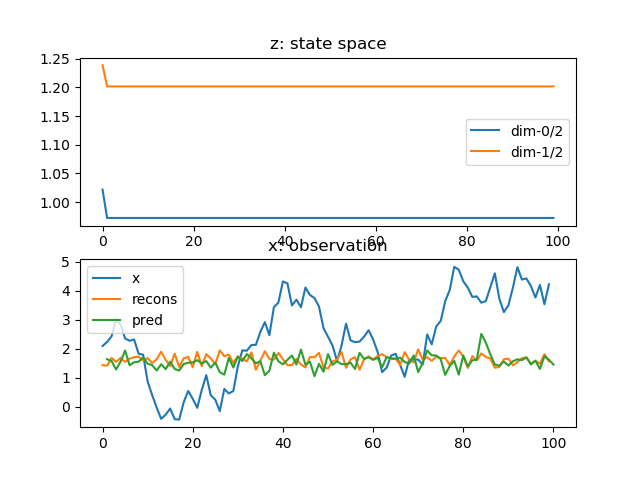 z: state space
1.25
1.20
1.15
1.10
1.05
1.00
dim-0/2
dim-1/2
0 20 40 60 80 100
x: observation
5
4
3
2
1
0
x
recons
pred
0 20 40 60 80 100